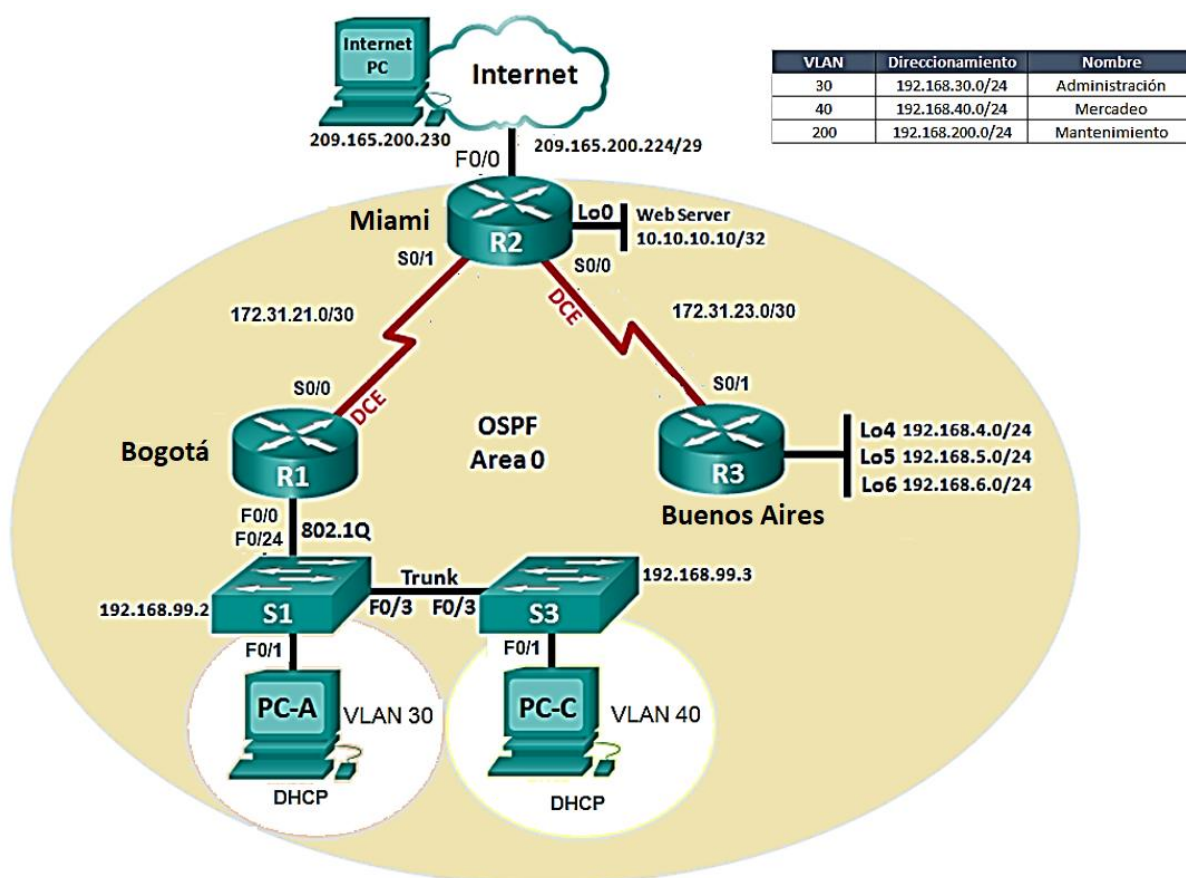 Internet
PC
Internet
209.165.200.230
209.165.200.224/29
F0/0
VLAN Direccionamiento Nombre
30 192.168.30.0/24 Administración
40 192.168.40.0/24 Mercadeo
200 192.168.200.0/24 Mantenimiento
Miami
R2
Lo0
Web Server
10.10.10.10/32
S0/1
S0/0
DCE
172.31.21.0/30
172.31.23.0/30
S0/0
DCE
S0/1
Bogotá
R1
OSPF
Area 0
R3
Buenos Aires
Lo4 192.168.4.0/24
Lo5 192.168.5.0/24
Lo6 192.168.6.0/24
F0/0
F0/24
802.1Q
Trunk
192.168.99.2
S1
F0/3
F0/3
S3
192.168.99.3
F0/1
F0/1
PC-A
VLAN 30
DHCP
PC-C
VLAN 40
DHCP